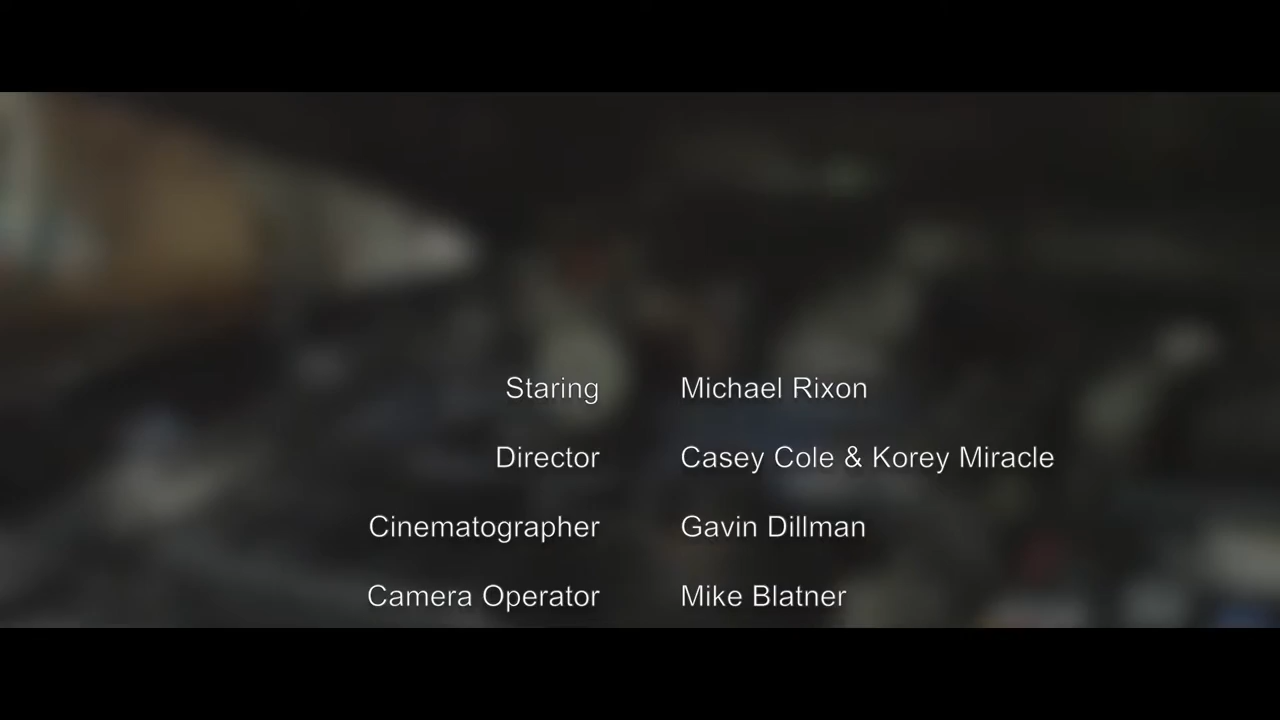 Staring Michael Rixon
Director Casey Cole & Korey Miracle
Cinematographer Gavin Dillman
Camera Operator Mike Blatner